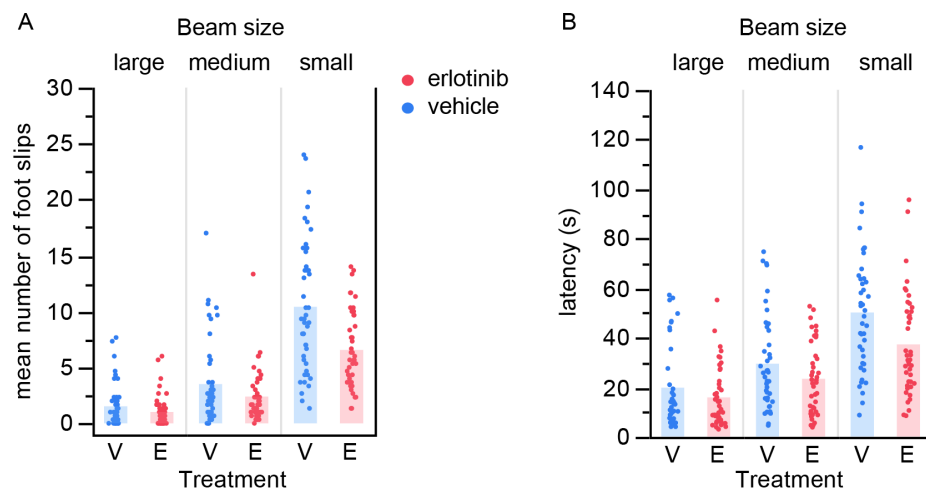 A
Beam size
large medium small
30
25
20
15
10
5
0
mean number of foot slips
V E V E V E
Treatment
erlotinib
vehicle
B
Beam size
large medium small
140
120
100
80
60
40
20
0
latency (s)
V E V E V E
Treatment